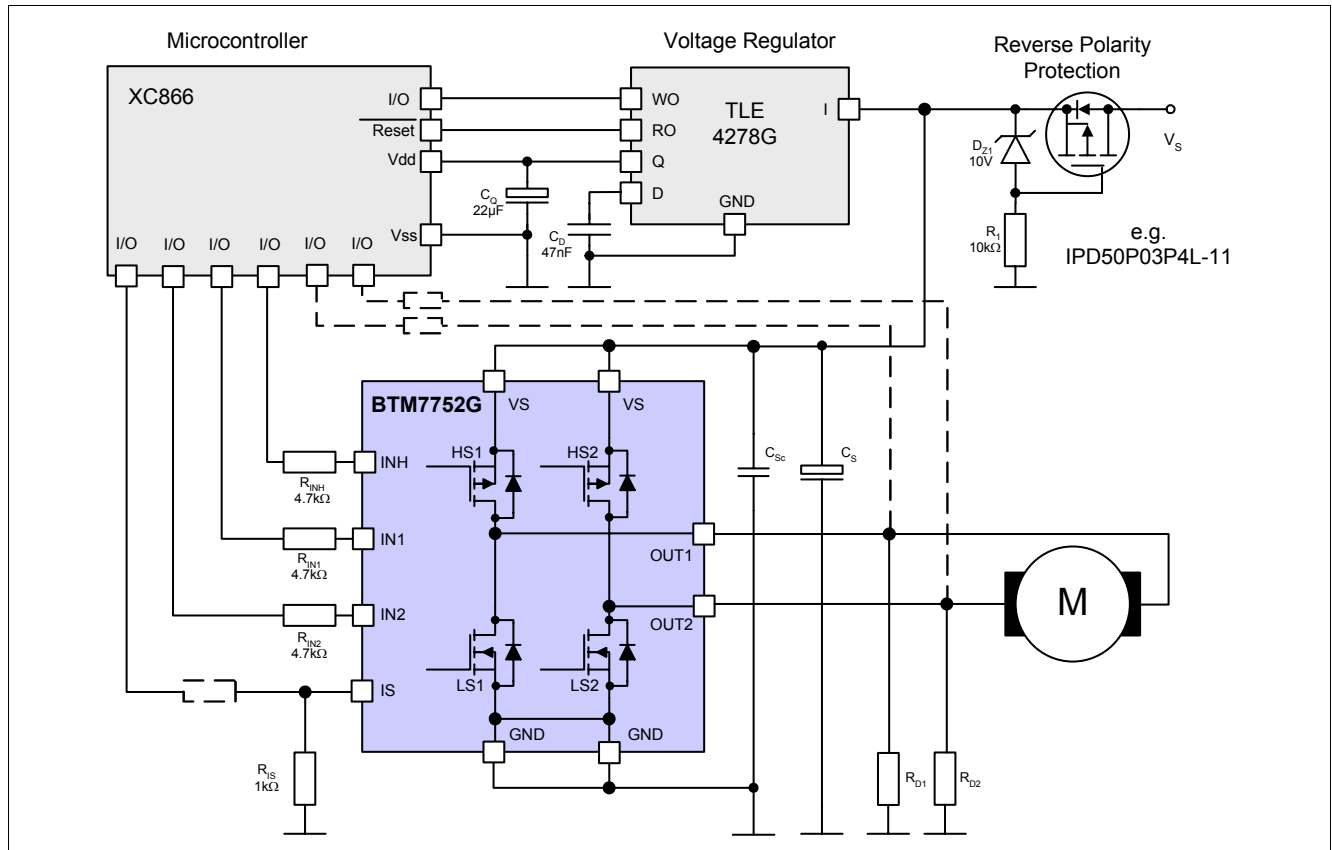 Microcontroller
Voltage Regulator
Reverse Polarity
Protection
XC866
I/O
Reset
Vdd
Vss
I/O
I/O
I/O
I/O
I/O
I/O
C_Q
22µF
C_D
47nF
WO
RO
Q
D
TLE
4278G
I
GND
D_Z1
10V
R_1
10kΩ
V_S
e.g.
IPD50P03P4L-11
BTM7752G
VS
VS
HS1
HS2
INH
IN1
IN2
IS
R_INH
4.7kΩ
R_IN1
4.7kΩ
R_IN2
4.7kΩ
R_IS
1kΩ
OUT1
OUT2
LS1
LS2
GND
GND
C_Sc
C_S
M
R_D1
R_D2